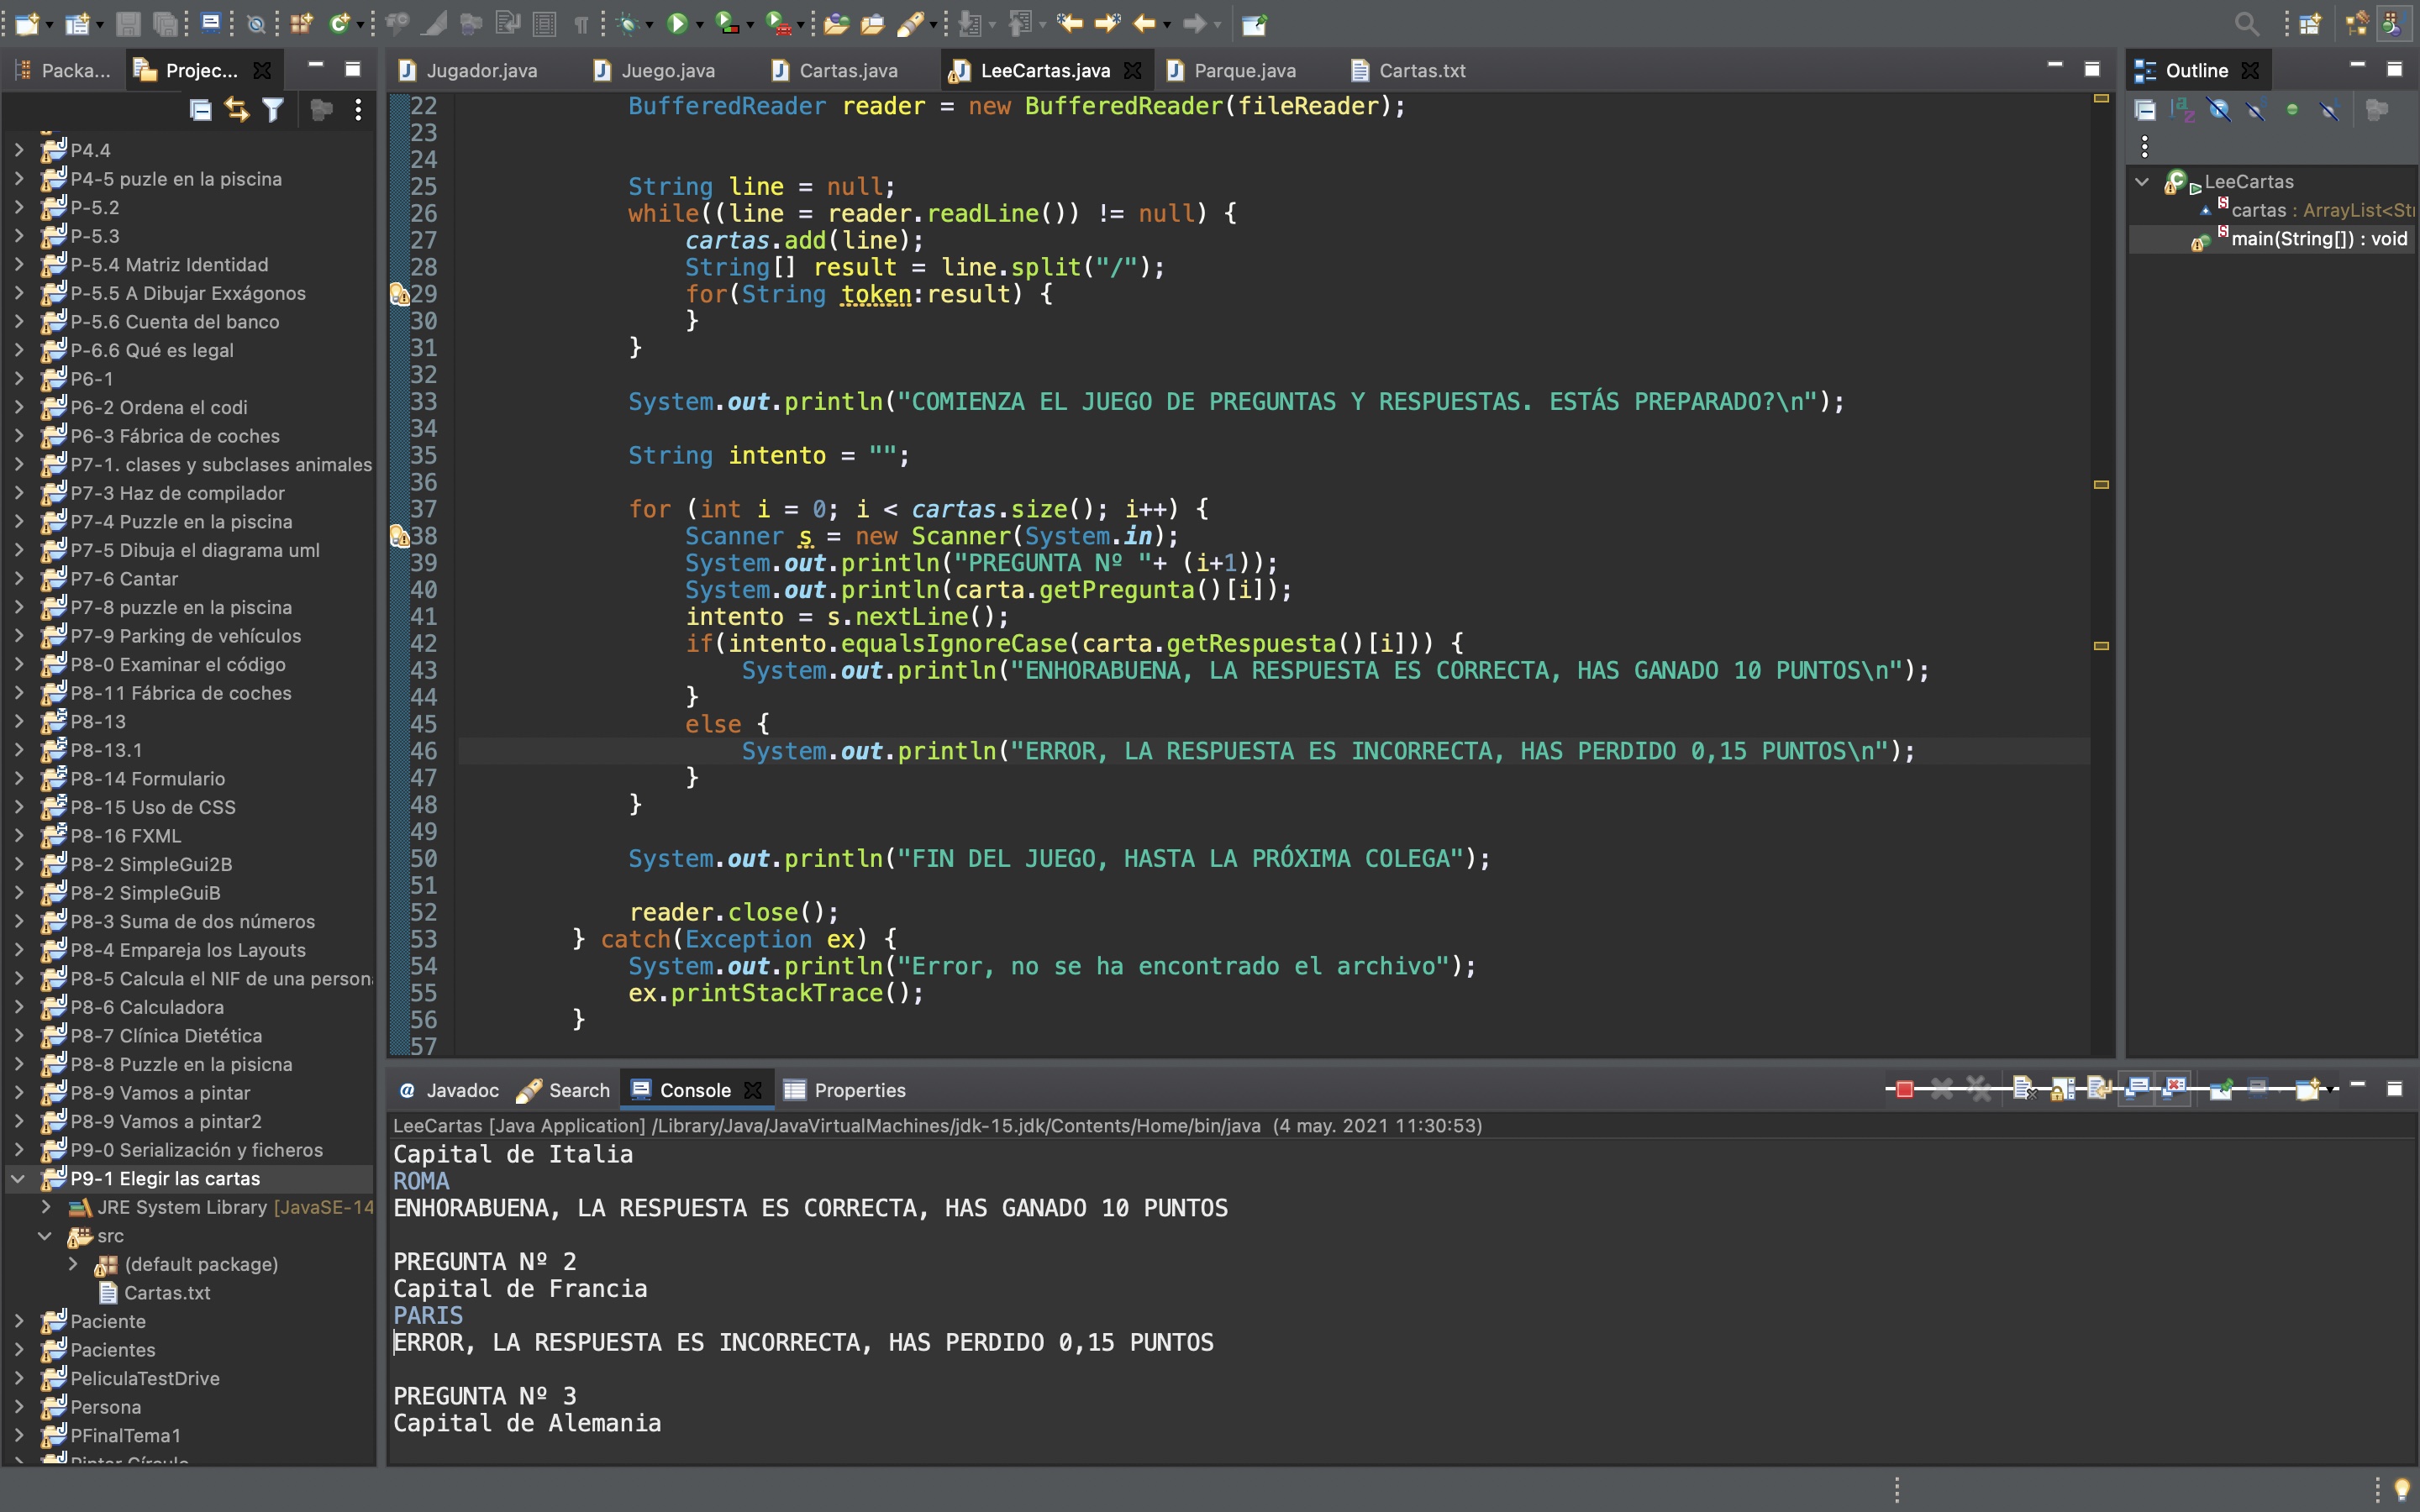 Packa...
Projec...
P4.4
P4-5 puzle en la piscina
P-5.2
P-5.3
P-5.4 Matriz Identidad
P-5.5 A Dibujar Exxágonos
P-5.6 Cuenta del banco
P-6.6 Qué es legal
P6-1
P6-2 Ordena el codi
P6-3 Fábrica de coches
P7-1. clases y subclases animales
P7-3 Haz de compilador
P7-4 Puzzle en la piscina
P7-5 Dibuja el diagrama uml
P7-6 Cantar
P7-8 puzzle en la piscina
P7-9 Parking de vehículos
P8-0 Examinar el código
P8-11 Fábrica de coches
P8-13
P8-13.1
P8-14 Formulario
P8-15 Uso de CSS
P8-16 FXML
P8-2 SimpleGui2B
P8-2 SimpleGuiB
P8-3 Suma de dos números
P8-4 Empareja los Layouts
P8-5 Calcula el NIF de una person
P8-6 Calculadora
P8-7 Clínica Dietética
P8-8 Puzzle en la pisicna
P8-9 Vamos a pintar
P8-9 Vamos a pintar2
P9-0 Serialización y ficheros
P9-1 Elegir las cartas
JRE System Library [JavaSE-14
src
(default package)
Cartas.txt
Paciente
Pacientes
PeliculaTestDrive
Persona
PFinalTema1
Jugador.java Juego.java Cartas.java LeeCartas.java Parque.java Cartas.txt
22 BufferedReader reader = new BufferedReader(fileReader);
23
24
25 String line = null;
26 while((line = reader.readLine()) != null) {
27 cartas.add(line);
28 String[] result = line.split("/");
29 for(String token:result) {
30 }
31 }
32
33 System.out.println("COMIENZA EL JUEGO DE PREGUNTAS Y RESPUESTAS. ESTÁS PREPARADO?\n");
34
35 String intento = "";
36
37 for (int i = 0; i < cartas.size(); i++) {
38 Scanner s = new Scanner(System.in);
39 System.out.println("PREGUNTA Nº "+ (i+1));
40 System.out.println(carta.getPregunta()[i]);
41 intento = s.nextLine();
42 if(intento.equalsIgnoreCase(carta.getRespuesta()[i])) {
43 System.out.println("ENHORABUENA, LA RESPUESTA ES CORRECTA, HAS GANADO 10 PUNTOS\n");
44 }
45 else {
46 System.out.println("ERROR, LA RESPUESTA ES INCORRECTA, HAS PERDIDO 0,15 PUNTOS\n");
47 }
48 }
49
50 System.out.println("FIN DEL JUEGO, HASTA LA PRÓXIMA COLEGA");
51
52 reader.close();
53 } catch(Exception ex) {
54 System.out.println("Error, no se ha encontrado el archivo");
55 ex.printStackTrace();
56 }
57
Outline
LeeCartas
cartas : ArrayList<Stri
main(String[]) : void
Javadoc Search Console Properties
LeeCartas [Java Application] /Library/Java/JavaVirtualMachines/jdk-15.jdk/Contents/Home/bin/java (4 may. 2021 11:30:53)
Capital de Italia
ROMA
ENHORABUENA, LA RESPUESTA ES CORRECTA, HAS GANADO 10 PUNTOS
PREGUNTA Nº 2
Capital de Francia
PARIS
ERROR, LA RESPUESTA ES INCORRECTA, HAS PERDIDO 0,15 PUNTOS
PREGUNTA Nº 3
Capital de Alemania